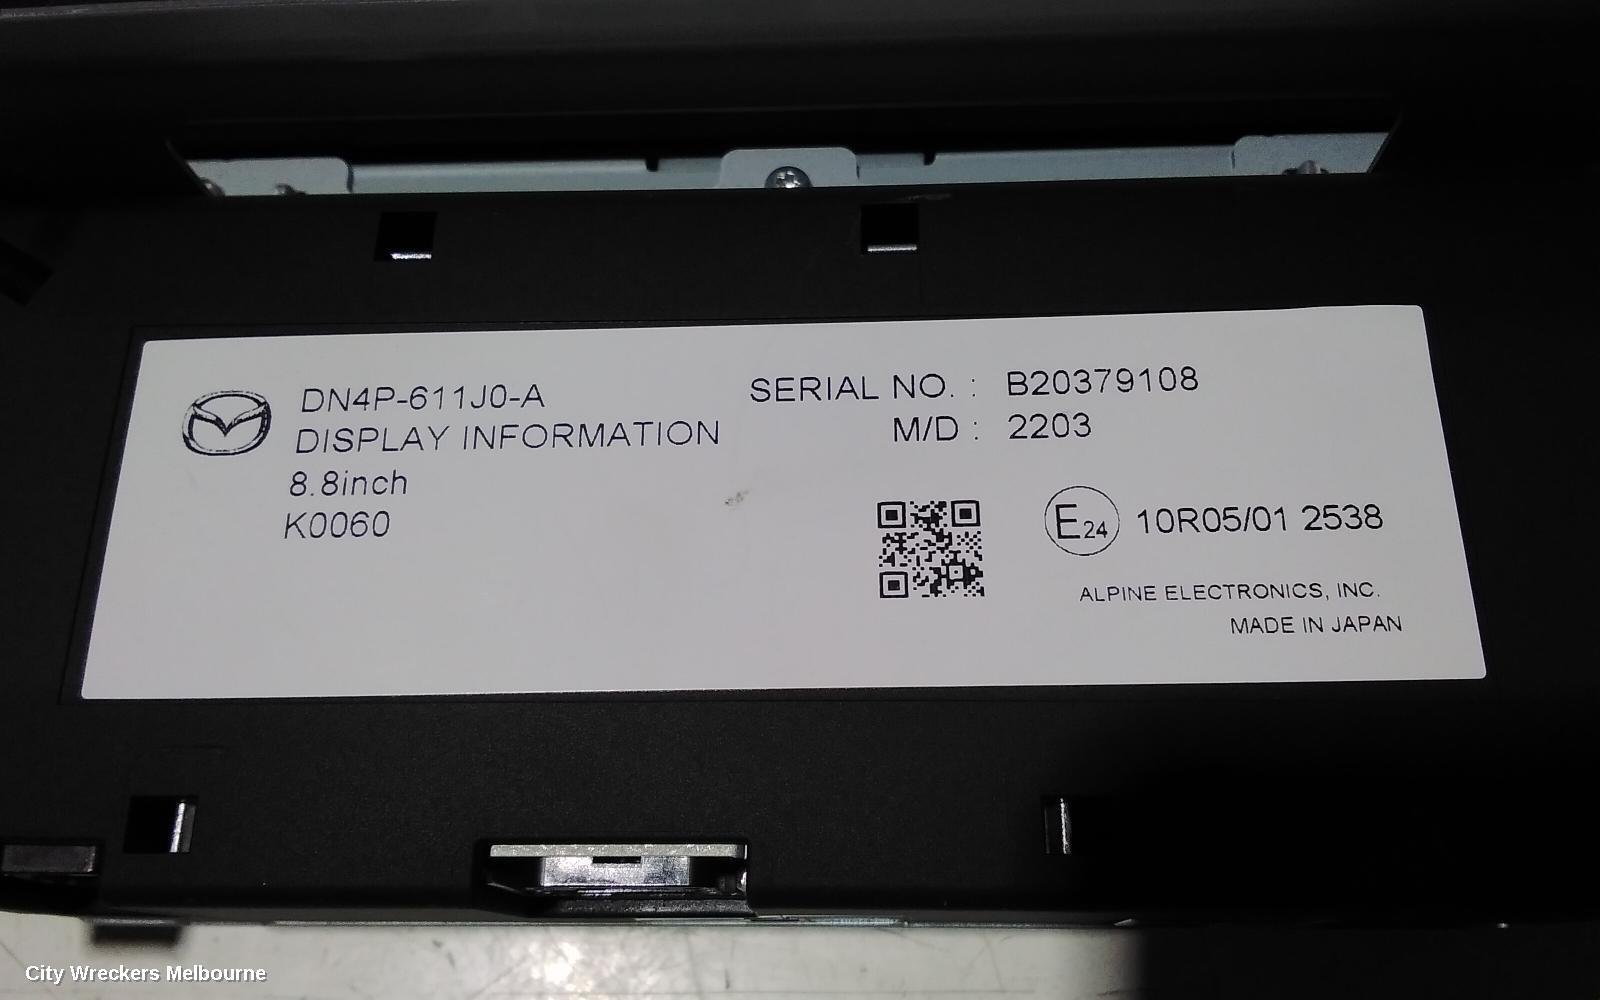 DN4P-611J0-A
DISPLAY INFORMATION
8.8inch
K0060
SERIAL NO. : B20379108
M/D : 2203
E24 10R05/01 2538
ALPINE ELECTRONICS, INC.
MADE IN JAPAN
City Wreckers Melbourne